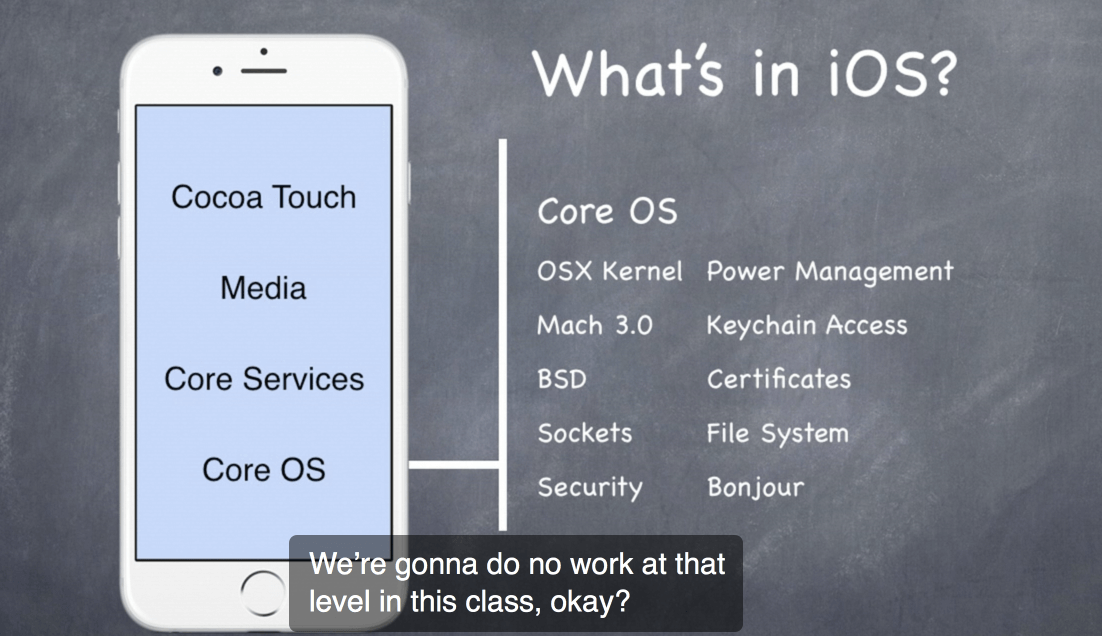 What's in iOS?
Cocoa Touch
Media
Core Services
Core OS
Core OS
OSX Kernel Power Management
Mach 3.0 Keychain Access
BSD Certificates
Sockets File System
Security Bonjour
We're gonna do no work at that
level in this class, okay?